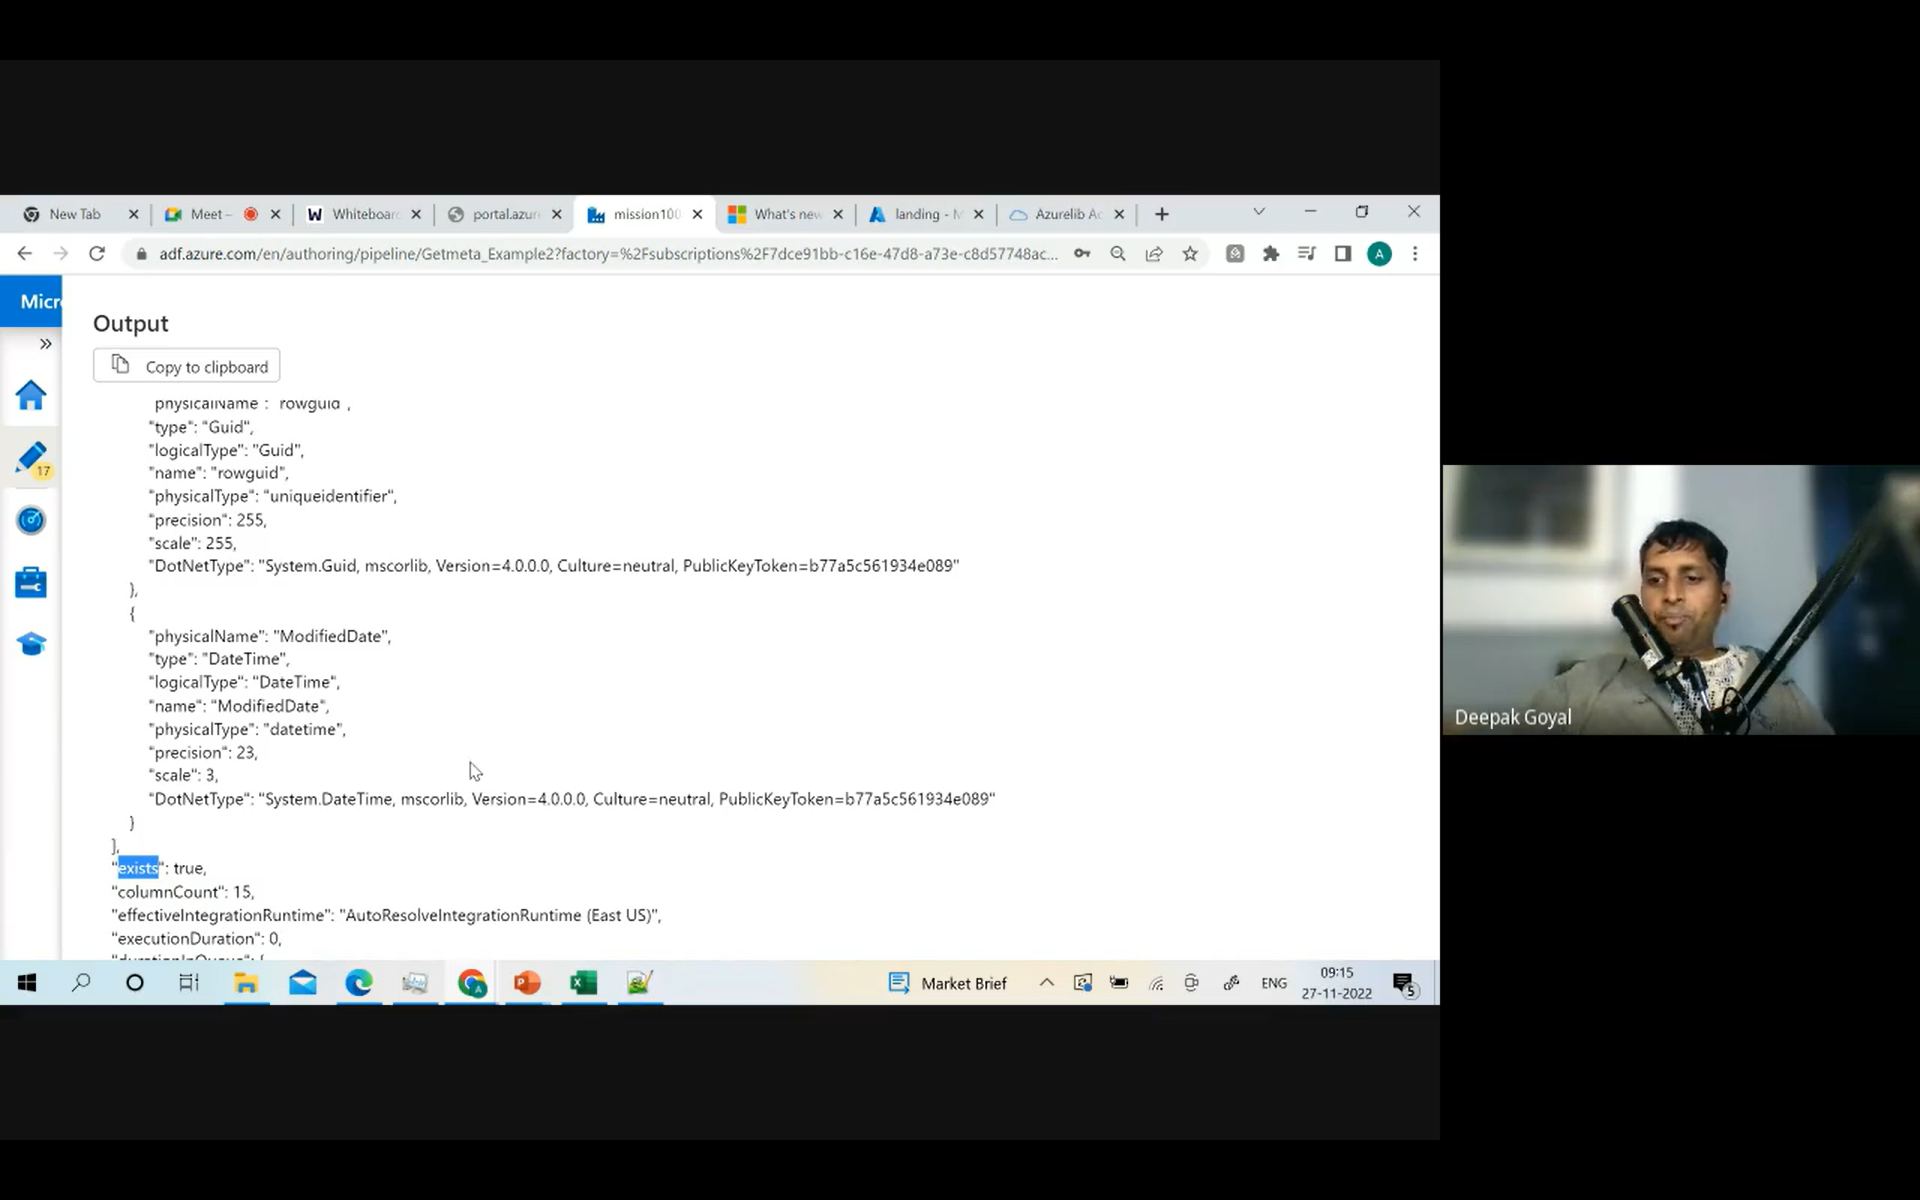 New Tab
Meet –
Whiteboar
portal.azur
mission100
What's new
landing - M
Azurelib Ac
adf.azure.com/en/authoring/pipeline/Getmeta_Example2?factory=%2Fsubscriptions%2F7dce91bb-c16e-47d8-a73e-c8d57748ac...
A
Micr
Output
Copy to clipboard
17
"physicalName": "rowguid",
"type": "Guid",
"logicalType": "Guid",
"name": "rowguid",
"physicalType": "uniqueidentifier",
"precision": 255,
"scale": 255,
"DotNetType": "System.Guid, mscorlib, Version=4.0.0.0, Culture=neutral, PublicKeyToken=b77a5c561934e089"
},
{
"physicalName": "ModifiedDate",
"type": "DateTime",
"logicalType": "DateTime",
"name": "ModifiedDate",
"physicalType": "datetime",
"precision": 23,
"scale": 3,
"DotNetType": "System.DateTime, mscorlib, Version=4.0.0.0, Culture=neutral, PublicKeyToken=b77a5c561934e089"
}
],
"exists": true,
"columnCount": 15,
"effectiveIntegrationRuntime": "AutoResolveIntegrationRuntime (East US)",
"executionDuration": 0,
Market Brief
ENG
09:15
27-11-2022
5
Deepak Goyal